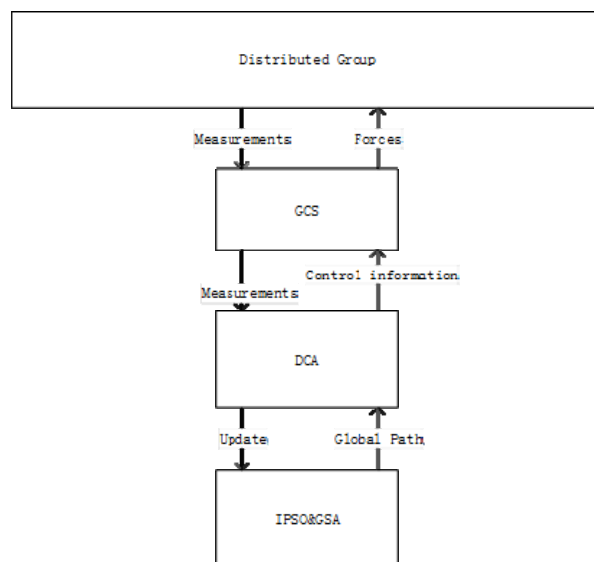 Distributed Group
Measurements
Forces
GCS
Control information
Measurements
DCA
Update
Global Path
IPSO&GSA